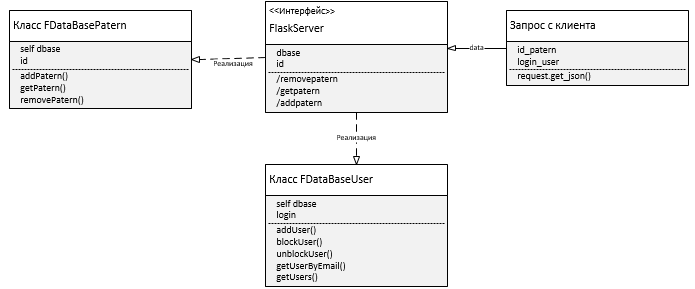 Класс FDataBasePatern
self dbase
id
addPatern()
getPatern()
removePatern()
Реализация
<<Интерфейс>>
FlaskServer
dbase
id
/removepatern
/getpatern
/addpatern
data
Запрос с клиента
id_patern
login_user
request.get_json()
Реализация
Класс FDataBaseUser
self dbase
login
addUser()
blockUser()
unblockUser()
getUserByEmail()
getUsers()